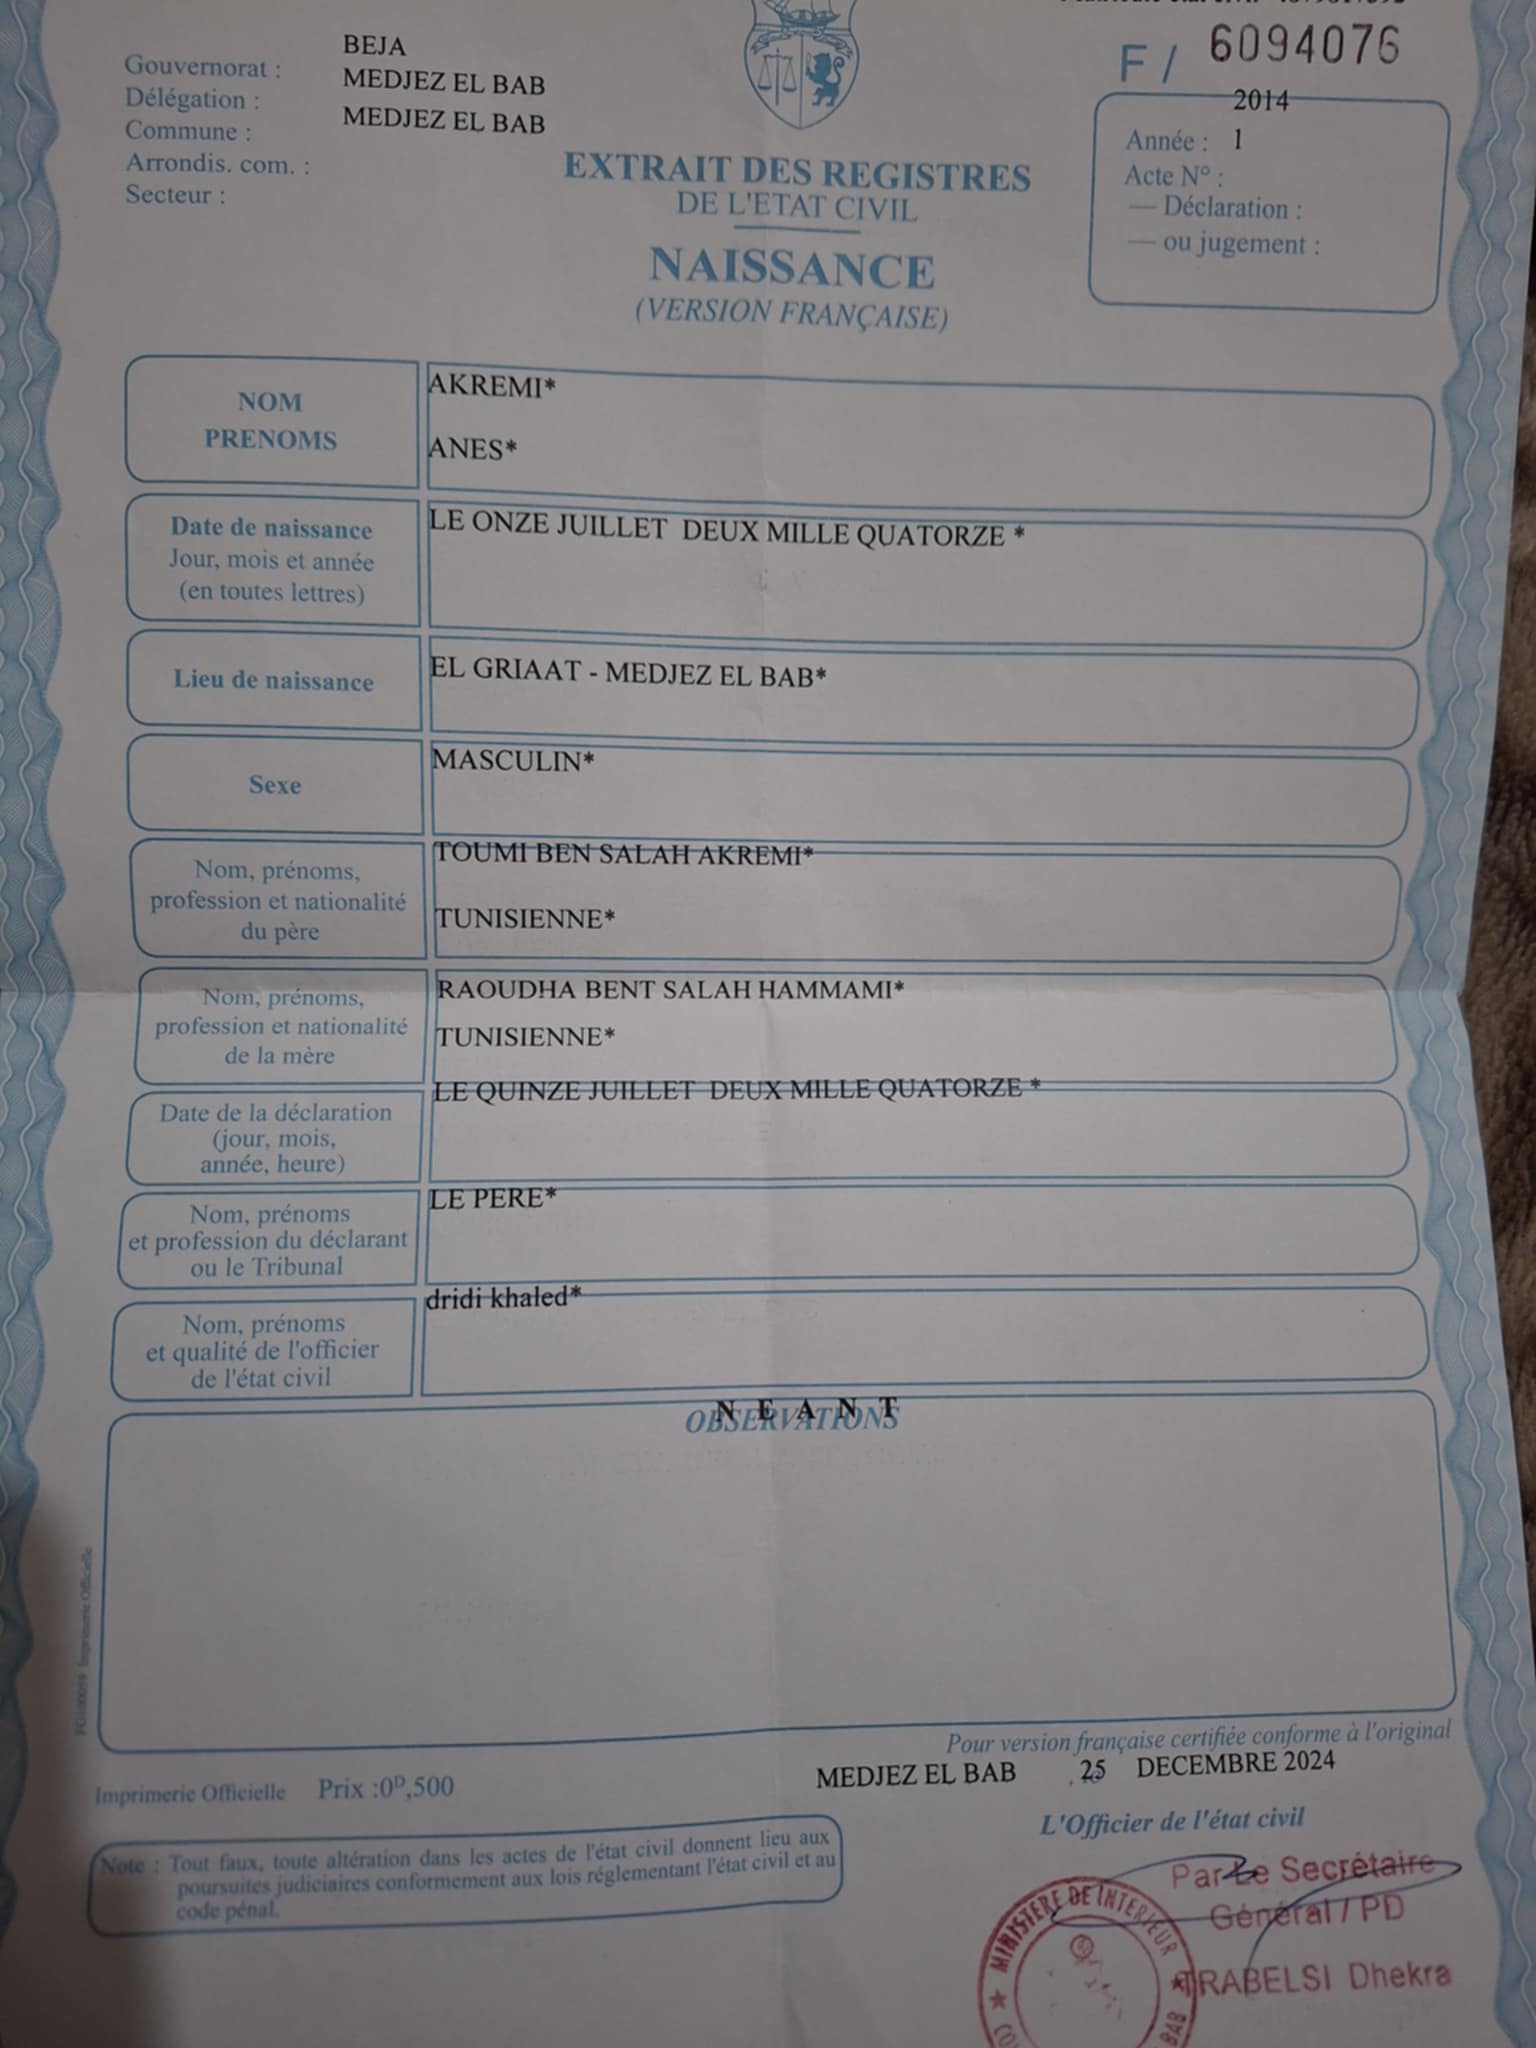 F / 6094076
Gouvernorat : BEJA
Délégation : MEDJEZ EL BAB
Commune : MEDJEZ EL BAB
Arrondis. com. :
Secteur :
EXTRAIT DES REGISTRES
DE L'ETAT CIVIL
NAISSANCE
(VERSION FRANÇAISE)
2014
Année : 1
Acte N° :
— Déclaration :
— ou jugement :
NOM
PRENOMS
AKREMI*
ANES*
Date de naissance
Jour, mois et année
(en toutes lettres)
LE ONZE JUILLET DEUX MILLE QUATORZE *
Lieu de naissance
EL GRIAAT - MEDJEZ EL BAB*
Sexe
MASCULIN*
Nom, prénoms,
profession et nationalité
du père
TOUMI BEN SALAH AKREMI*
TUNISIENNE*
Nom, prénoms,
profession et nationalité
de la mère
RAOUDHA BENT SALAH HAMMAMI*
TUNISIENNE*
Date de la déclaration
(jour, mois,
année, heure)
LE QUINZE JUILLET DEUX MILLE QUATORZE *
Nom, prénoms
et profession du déclarant
ou le Tribunal
LE PERE*
Nom, prénoms
et qualité de l'officier
de l'état civil
dridi khaled*
N E A N T
OBSERVATIONS
Imprimerie Officielle
Pour version française certifiée conforme à l'original
MEDJEZ EL BAB 25 DECEMBRE 2024
Imprimerie Officielle Prix :0ᴰ,500
L'Officier de l'état civil
Note : Tout faux, toute altération dans les actes de l'état civil donnent lieu aux
poursuites judiciaires conformement aux lois réglementant l'état civil et au
code pénal.
Par Le Secrétaire
Général / PD
TRABELSI Dhekra
★ MINISTERE DE INTERIEUR ★
BAB